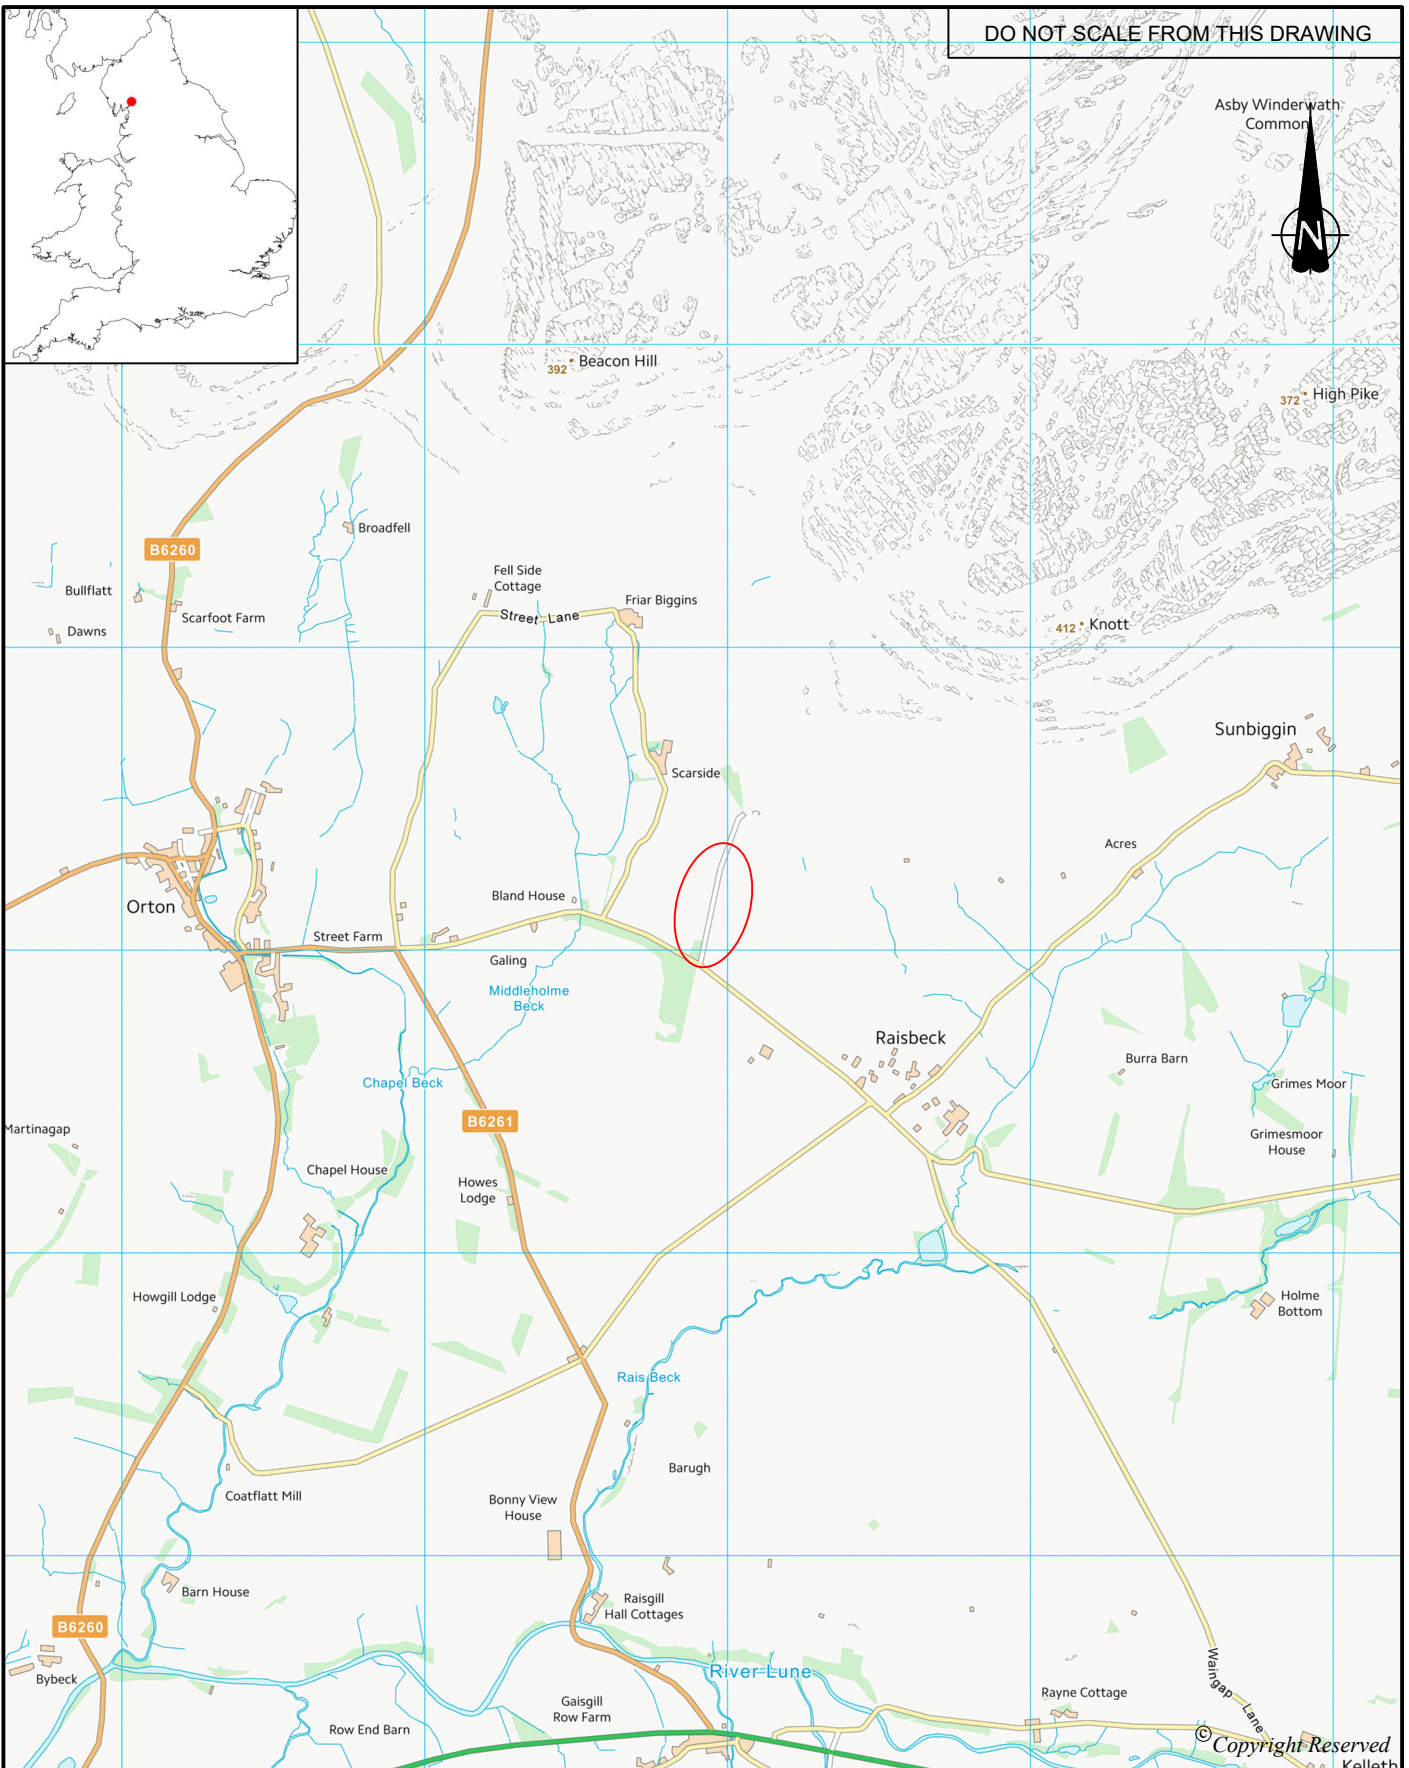 DO NOT SCALE FROM THIS DRAWING
Asby Winderwath
Common
N
392
Beacon Hill
372
High Pike
Broadfell
B6260
Fell Side
Cottage
Bullflatt
Friar Biggins
Scarfoot Farm
Street Lane
Dawns
412
Knott
Sunbiggin
Scarside
Acres
Bland House
Orton
Street Farm
Galing
Middleholme
Beck
Raisbeck
Burra Barn
Chapel Beck
Grimes Moor
B6261
Martinagap
Grimesmoor
House
Chapel House
Howes
Lodge
Howgill Lodge
Holme
Bottom
Rais Beck
Barugh
Coatflatt Mill
Bonny View
House
Barn House
Raisgill
Hall Cottages
B6260
River Lune
Bybeck
Waingap Lane
Rayne Cottage
Gaisgill
Row Farm
Row End Barn
© Copyright Reserved
Kelleth